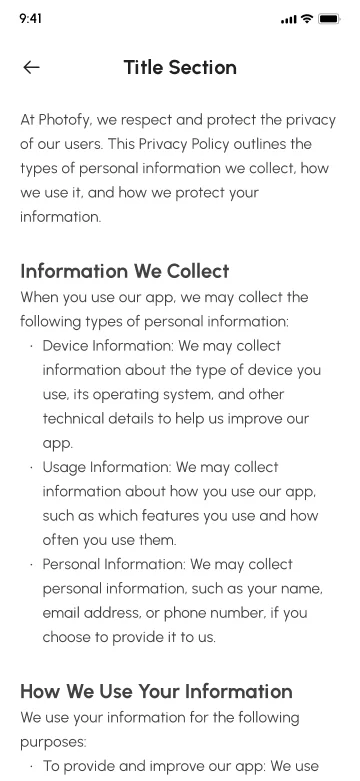 9:41
Title Section
At Photofy, we respect and protect the privacy
of our users. This Privacy Policy outlines the
types of personal information we collect, how
we use it, and how we protect your
information.
Information We Collect
When you use our app, we may collect the
following types of personal information:
· Device Information: We may collect
information about the type of device you
use, its operating system, and other
technical details to help us improve our
app.
· Usage Information: We may collect
information about how you use our app,
such as which features you use and how
often you use them.
· Personal Information: We may collect
personal information, such as your name,
email address, or phone number, if you
choose to provide it to us.
How We Use Your Information
We use your information for the following
purposes:
· To provide and improve our app: We use